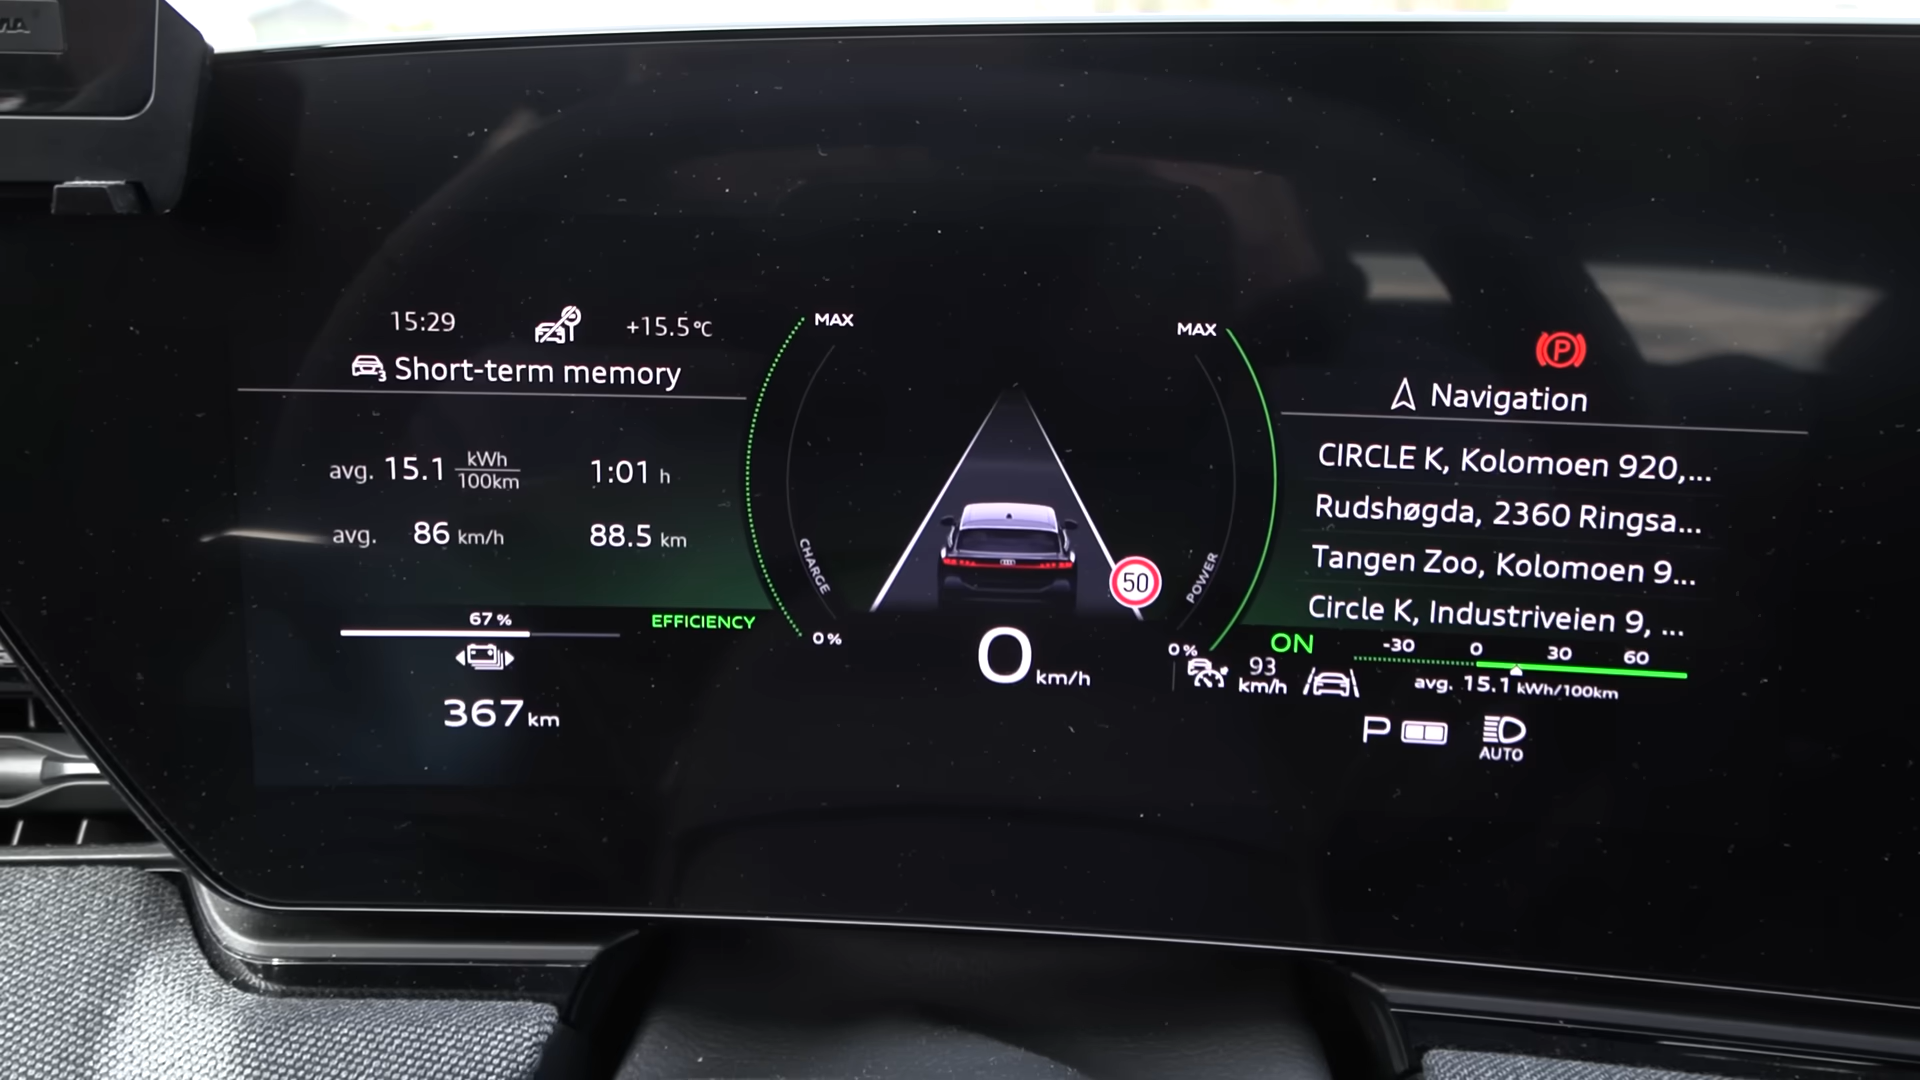 15:29
+15.5°C
3 Short-term memory
avg. 15.1 kWh/100km
1:01 h
avg. 86 km/h
88.5 km
67 %
EFFICIENCY
367 km
MAX
CHARGE
0 %
MAX
POWER
0 %
50
0 km/h
P
Navigation
CIRCLE K, Kolomoen 920,...
Rudshøgda, 2360 Ringsa...
Tangen Zoo, Kolomoen 9...
Circle K, Industriveien 9, ...
ON
-30 0 30 60
93 km/h
avg. 15.1 kWh/100km
P
AUTO